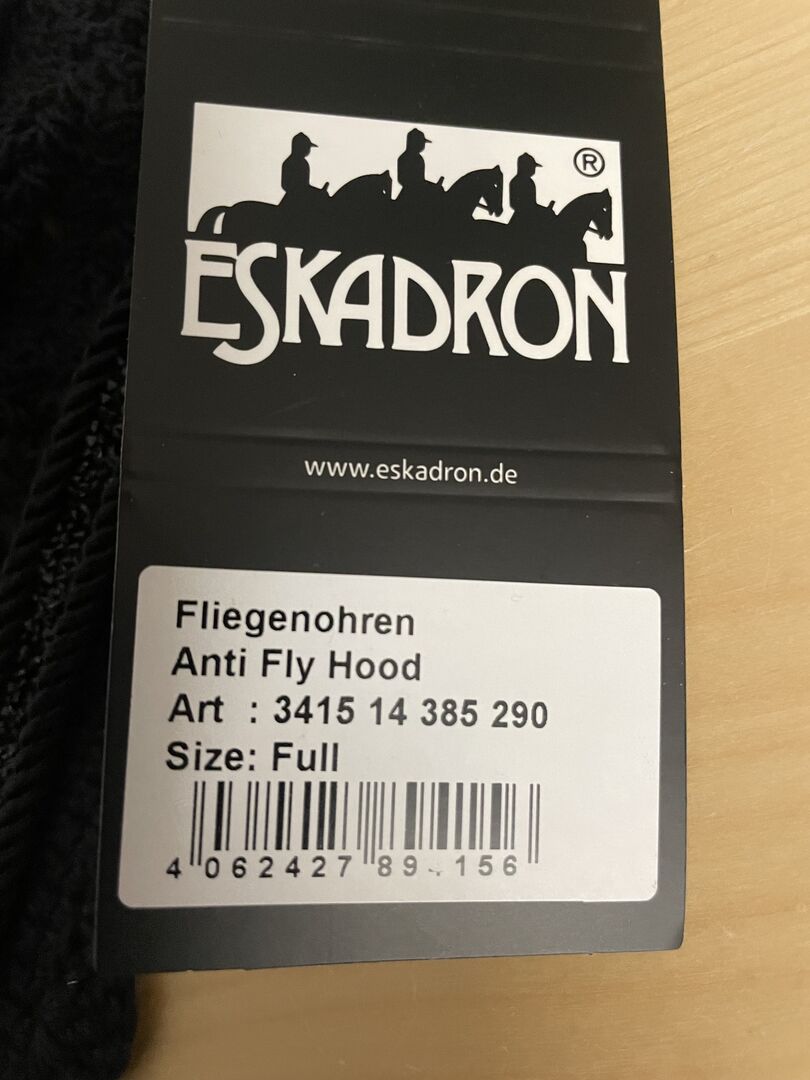 ®
ESKADRON
www.eskadron.de
Fliegenohren
Anti Fly Hood
Art : 3415 14 385 290
Size: Full